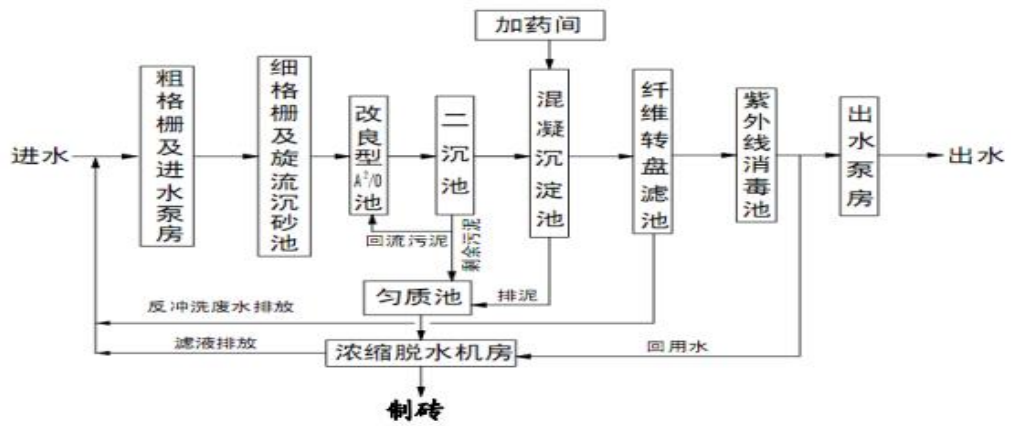 加药间
进水
粗格栅及进水泵房
细格栅及旋流沉砂池
改良型A²/O池
二沉池
混凝沉淀池
纤维转盘滤池
紫外线消毒池
出水泵房
出水
回流污泥
剩余污泥
匀质池
排泥
反冲洗废水排放
滤液排放
浓缩脱水机房
回用水
制砖